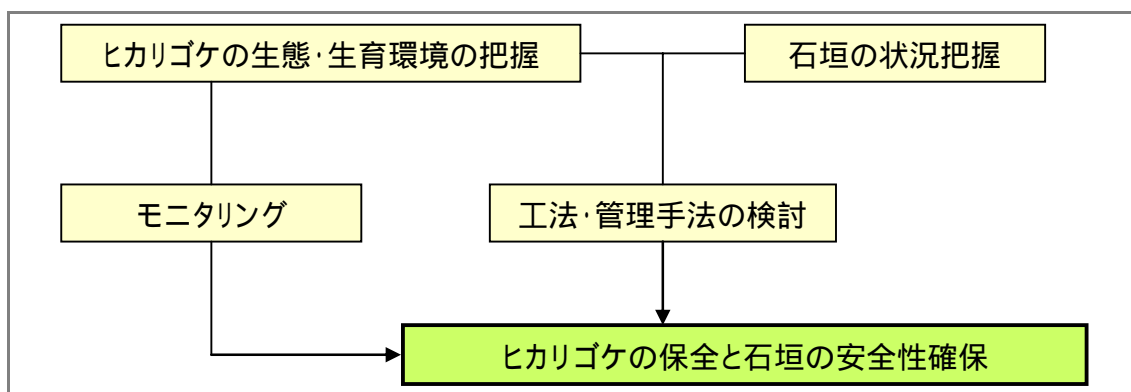 ヒカリゴケの生態・生育環境の把握
石垣の状況把握
モニタリング
工法・管理手法の検討
ヒカリゴケの保全と石垣の安全性確保